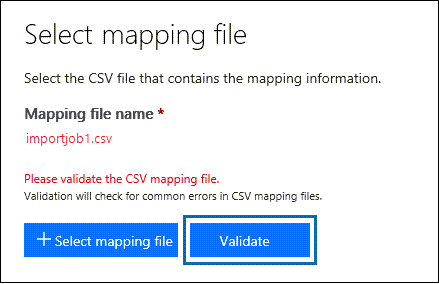 Select mapping file
Select the CSV file that contains the mapping information.
Mapping file name *
importjob1.csv
Please validate the CSV mapping file.
Validation will check for common errors in CSV mapping files.
+ Select mapping file
Validate